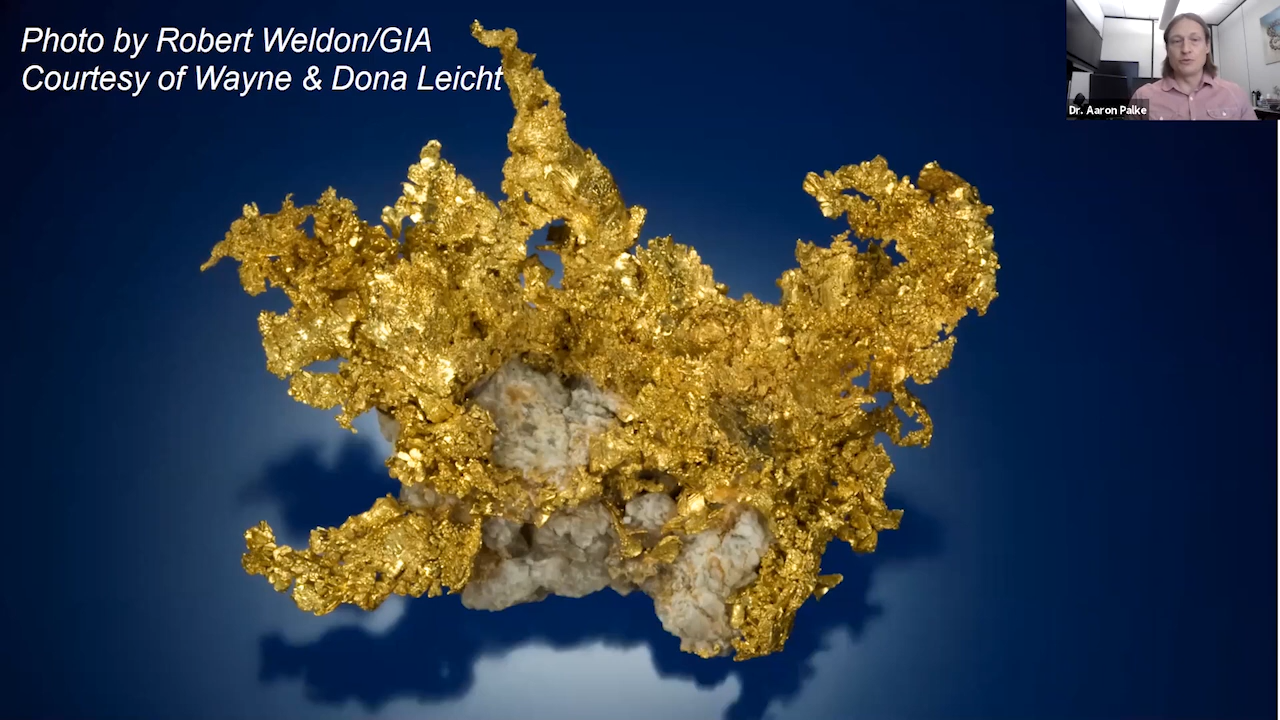 Photo by Robert Weldon/GIA
Courtesy of Wayne & Dona Leicht
Dr. Aaron Palke